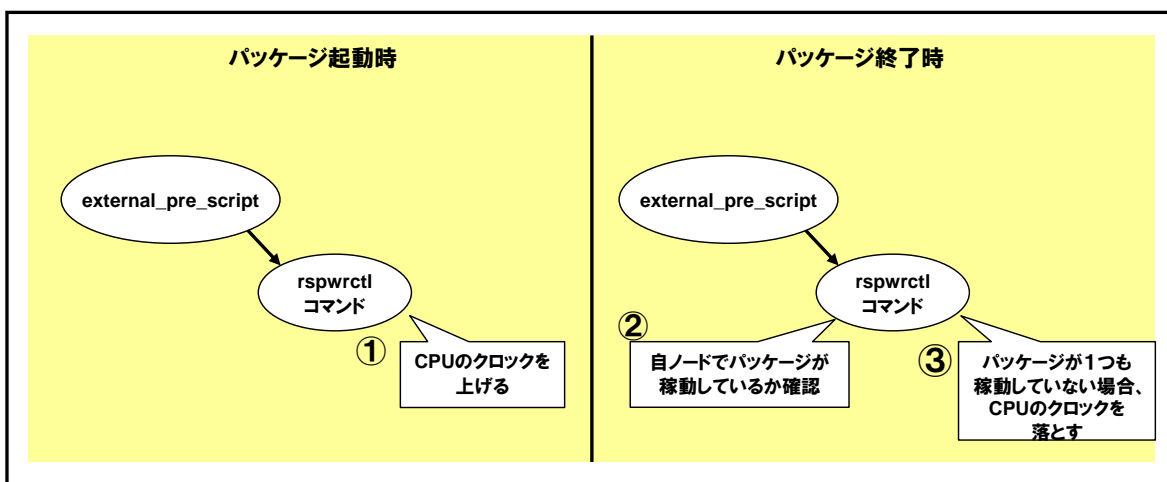 パッケージ起動時
external_pre_script
rspwrctl
コマンド
①
CPUのクロックを
上げる
パッケージ終了時
external_pre_script
rspwrctl
コマンド
②
自ノードでパッケージが
稼動しているか確認
③
パッケージが1つも
稼動していない場合、
CPUのクロックを
落とす